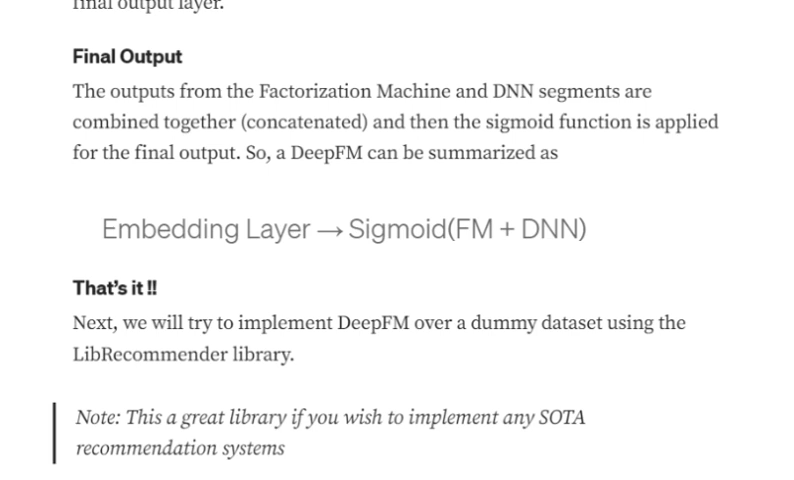 final output layer.
Final Output
The outputs from the Factorization Machine and DNN segments are
combined together (concatenated) and then the sigmoid function is applied
for the final output. So, a DeepFM can be summarized as
Embedding Layer → Sigmoid(FM + DNN)
That's it !!
Next, we will try to implement DeepFM over a dummy dataset using the
LibRecommender library.
Note: This a great library if you wish to implement any SOTA
recommendation systems